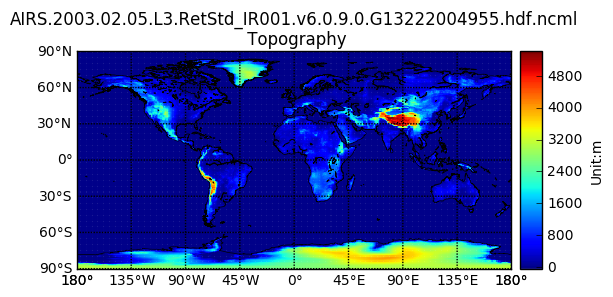 AIRS.2003.02.05.L3.RetStd_IR001.v6.0.9.0.G13222004955.hdf.ncml
Topography
90°N
60°N
30°N
0°
30°S
60°S
90°S
180° 135°W 90°W 45°W 0° 45°E 90°E 135°E 180°
4800
4000
3200
2400
1600
800
0
Unit:m